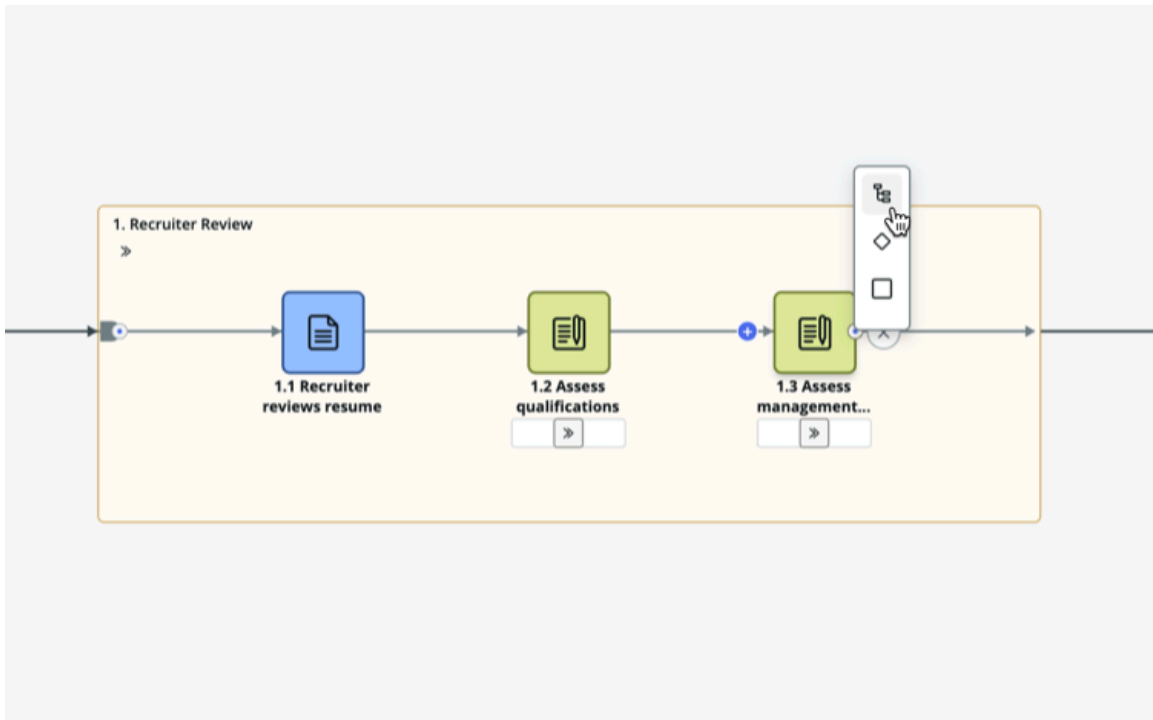 1. Recruiter Review
1.1 Recruiter
reviews resume
1.2 Assess
qualifications
1.3 Assess
management...